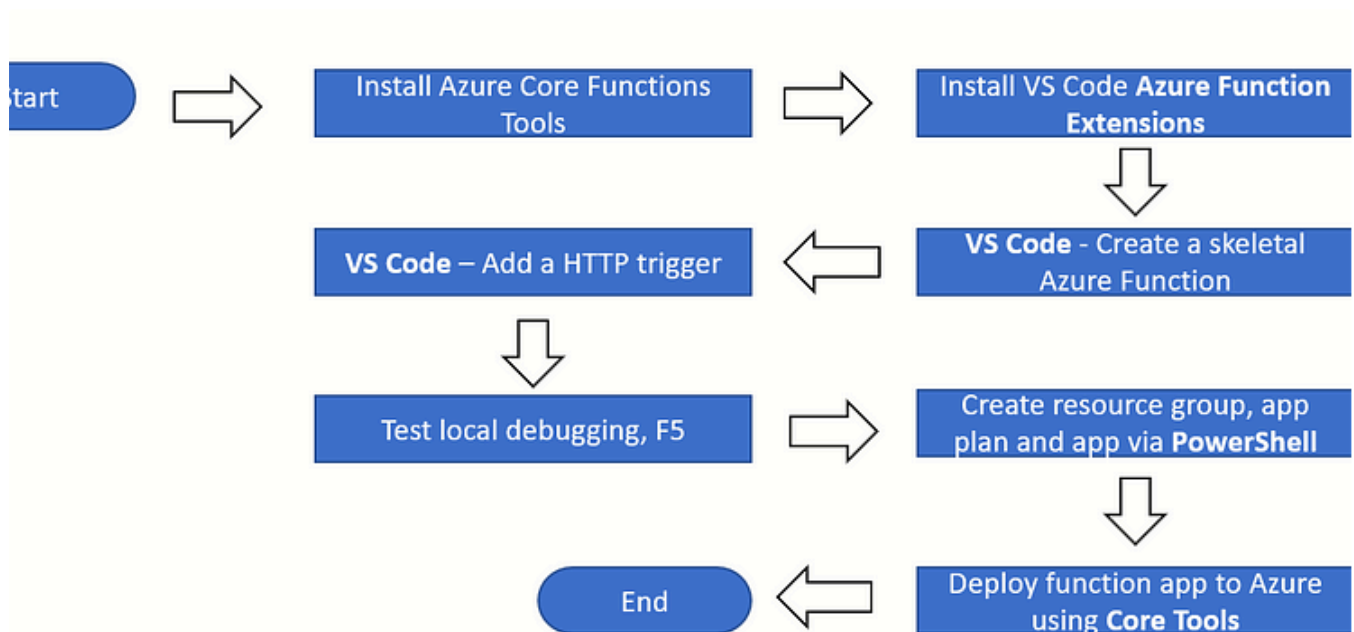 Start
Install Azure Core Functions
Tools
Install VS Code Azure Function
Extensions
VS Code - Create a skeletal
Azure Function
VS Code – Add a HTTP trigger
Test local debugging, F5
Create resource group, app
plan and app via PowerShell
Deploy function app to Azure
using Core Tools
End